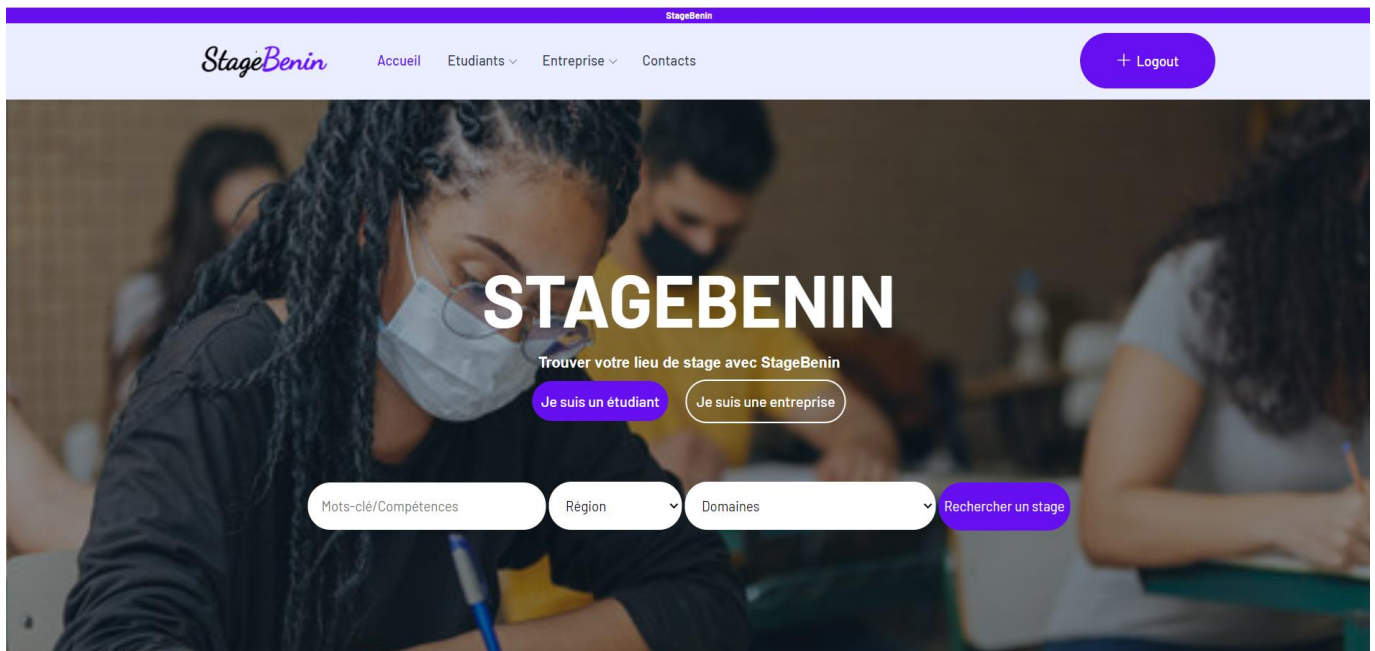 StageBenin
StageBenin Accueil Etudiants Entreprise Contacts + Logout
STAGEBENIN
Trouver votre lieu de stage avec StageBenin
Je suis un étudiant Je suis une entreprise
Mots-clé/Compétences Région Domaines Rechercher un stage